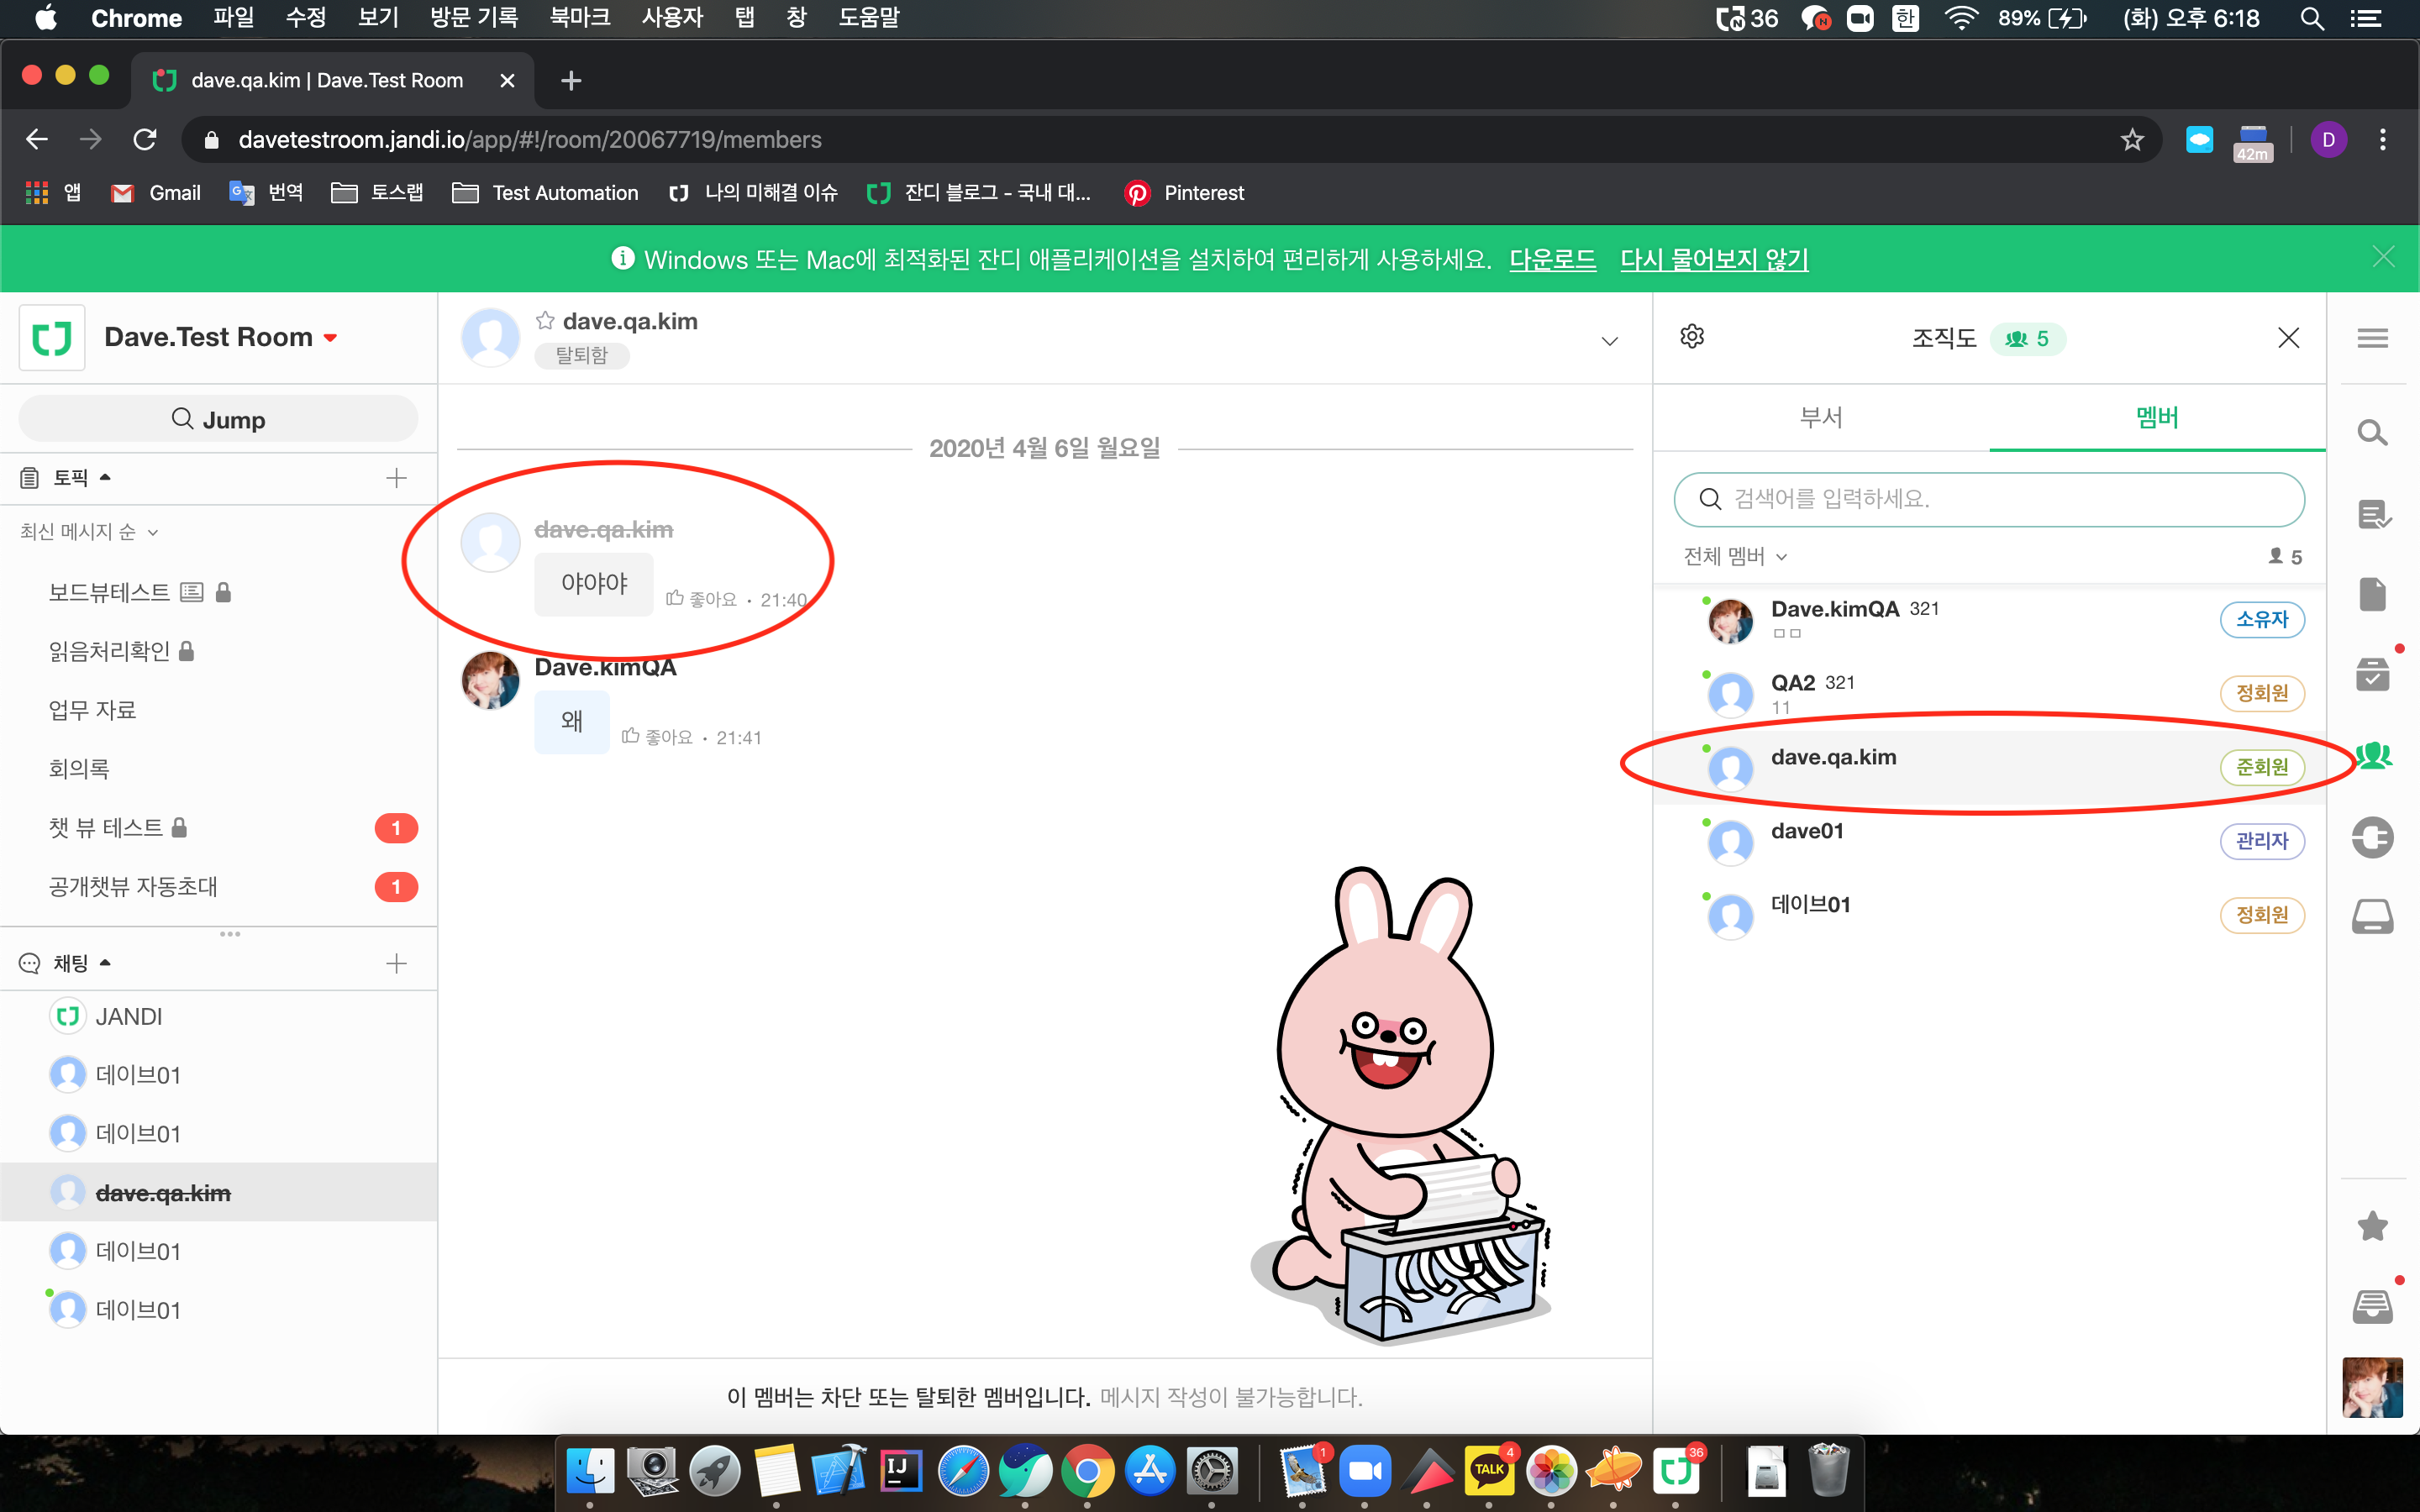 Chrome 파일 수정 보기 방문 기록 북마크 사용자 탭 창 도움말 36 한 89% (화) 오후 6:18
dave.qa.kim | Dave.Test Room
davetestroom.jandi.io/app/#!/room/20067719/members 42m D
앱 Gmail 번역 토스랩 Test Automation 나의 미해결 이슈 잔디 블로그 - 국내 대... Pinterest
Windows 또는 Mac에 최적화된 잔디 애플리케이션을 설치하여 편리하게 사용하세요. 다운로드 다시 물어보지 않기
Dave.Test Room
Jump
토픽
최신 메시지 순
보드뷰테스트
읽음처리확인
업무 자료
회의록
챗 뷰 테스트 1
공개챗뷰 자동초대 1
채팅
JANDI
데이브01
데이브01
dave.qa.kim
데이브01
데이브01
dave.qa.kim
탈퇴함
2020년 4월 6일 월요일
dave.qa.kim
야야야 좋아요 • 21:40
Dave.kimQA
왜 좋아요 • 21:41
이 멤버는 차단 또는 탈퇴한 멤버입니다. 메시지 작성이 불가능합니다.
조직도 5
부서 멤버
검색어를 입력하세요.
전체 멤버 5
Dave.kimQA 321 소유자
ㅁㅁ
QA2 321 정회원
11
dave.qa.kim 준회원
dave01 관리자
데이브01 정회원
IJ 1 TALK 4 36